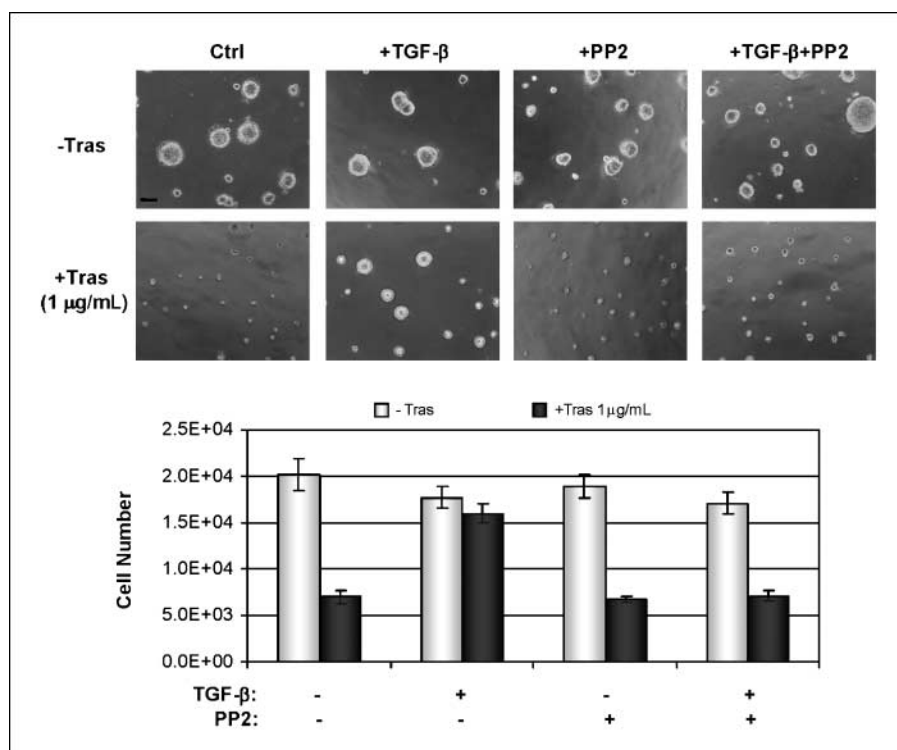 Ctrl +TGF-β +PP2 +TGF-β+PP2
-Tras
+Tras
(1 μg/mL)
- Tras +Tras 1μg/mL
2.5E+04
2.0E+04
1.5E+04
1.0E+04
5.0E+03
0.0E+00
Cell Number
TGF-β: - + - +
PP2: - - + +